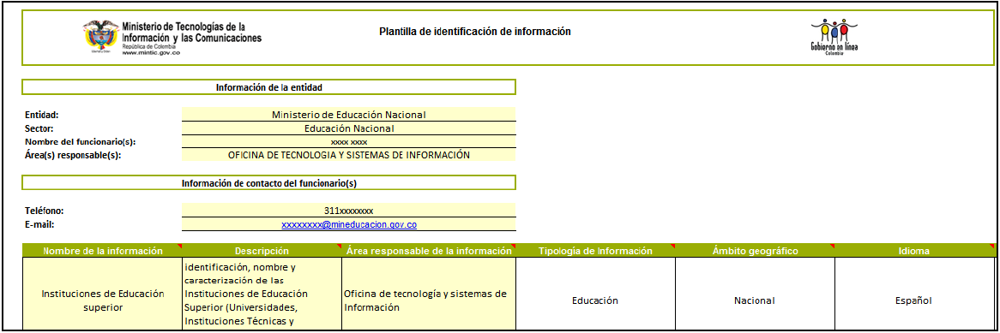 Ministerio de Tecnologías de la
Información y las Comunicaciones
República de Colombia
www.mintic.gov.co
Plantilla de identificación de información
Gobierno en línea
Colombia
Información de la entidad
Entidad: Ministerio de Educación Nacional
Sector: Educación Nacional
Nombre del funcionario(s): xxxx xxxx
Área(s) responsable(s): OFICINA DE TECNOLOGIA Y SISTEMAS DE INFORMACIÓN
Información de contacto del funcionario(s)
Teléfono: 311xxxxxxxx
E-mail: xxxxxxxx@mineducacion.gov.co
Nombre de la información Descripción Área responsable de la información Tipología de Información Ámbito geográfico Idioma
Instituciones de Educación
superior
identificación, nombre y
caracterización de las
Instituciones de Educación
Superior (Universidades,
Instituciones Técnicas y
Oficina de tecnología y sistemas de
Información
Educación
Nacional
Español